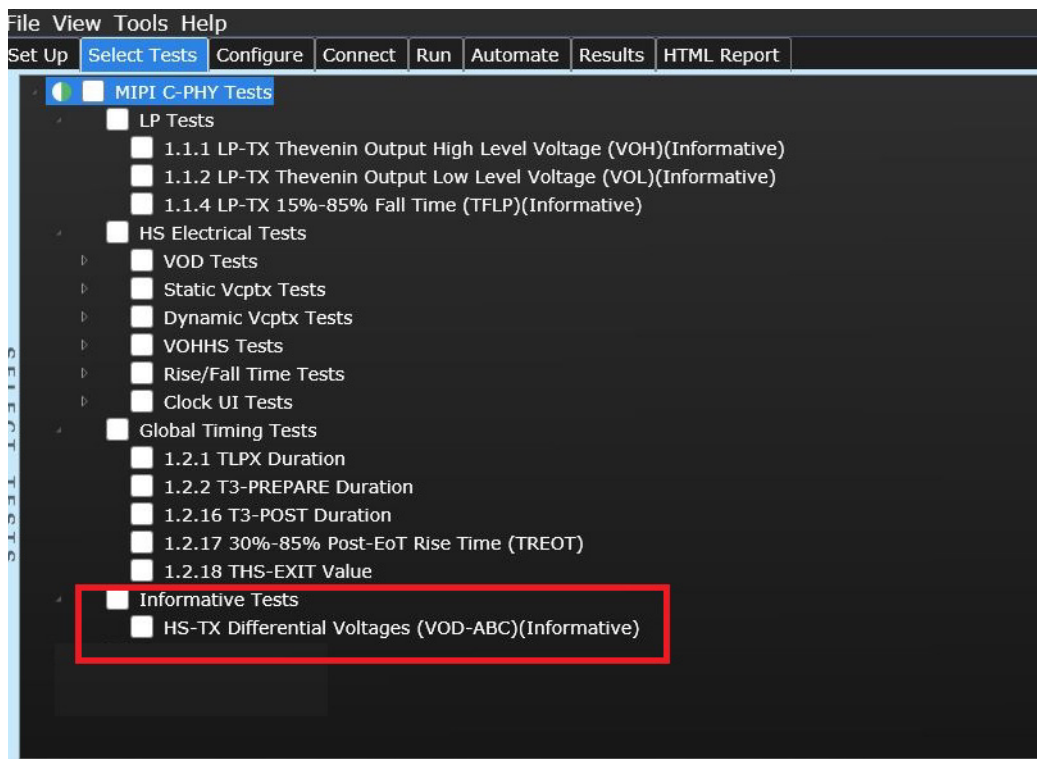 File View Tools Help
Set Up Select Tests Configure Connect Run Automate Results HTML Report
MIPI C-PHY Tests
LP Tests
1.1.1 LP-TX Thevenin Output High Level Voltage (VOH)(Informative)
1.1.2 LP-TX Thevenin Output Low Level Voltage (VOL)(Informative)
1.1.4 LP-TX 15%-85% Fall Time (TFLP)(Informative)
HS Electrical Tests
VOD Tests
Static Vcptx Tests
Dynamic Vcptx Tests
VOHHS Tests
Rise/Fall Time Tests
Clock UI Tests
Global Timing Tests
1.2.1 TLPX Duration
1.2.2 T3-PREPARE Duration
1.2.16 T3-POST Duration
1.2.17 30%-85% Post-EoT Rise Time (TREOT)
1.2.18 THS-EXIT Value
Informative Tests
HS-TX Differential Voltages (VOD-ABC)(Informative)
SELECT TESTS